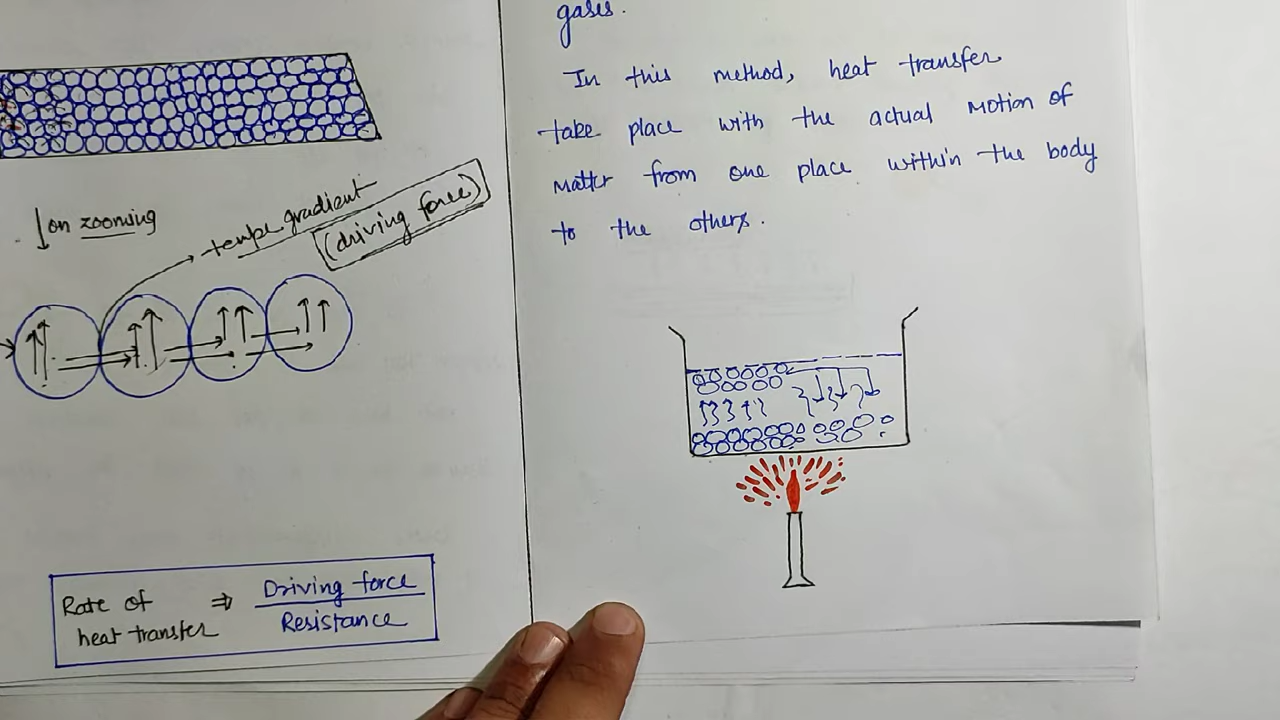 ↓on zooming
tempe gradient
(driving force)
Rate of heat transfer ⇒ Driving force / Resistance
gases.
In this method, heat transfer
take place with the actual motion of
matter from one place within the body
to the others.